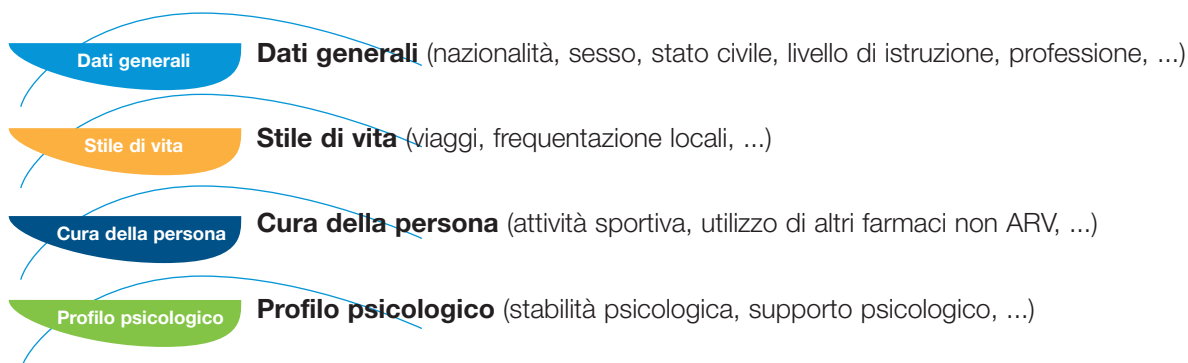 Dati generali
Dati generali (nazionalità, sesso, stato civile, livello di istruzione, professione, ...)
Stile di vita
Stile di vita (viaggi, frequentazione locali, ...)
Cura della persona
Cura della persona (attività sportiva, utilizzo di altri farmaci non ARV, ...)
Profilo psicologico
Profilo psicologico (stabilità psicologica, supporto psicologico, ...)